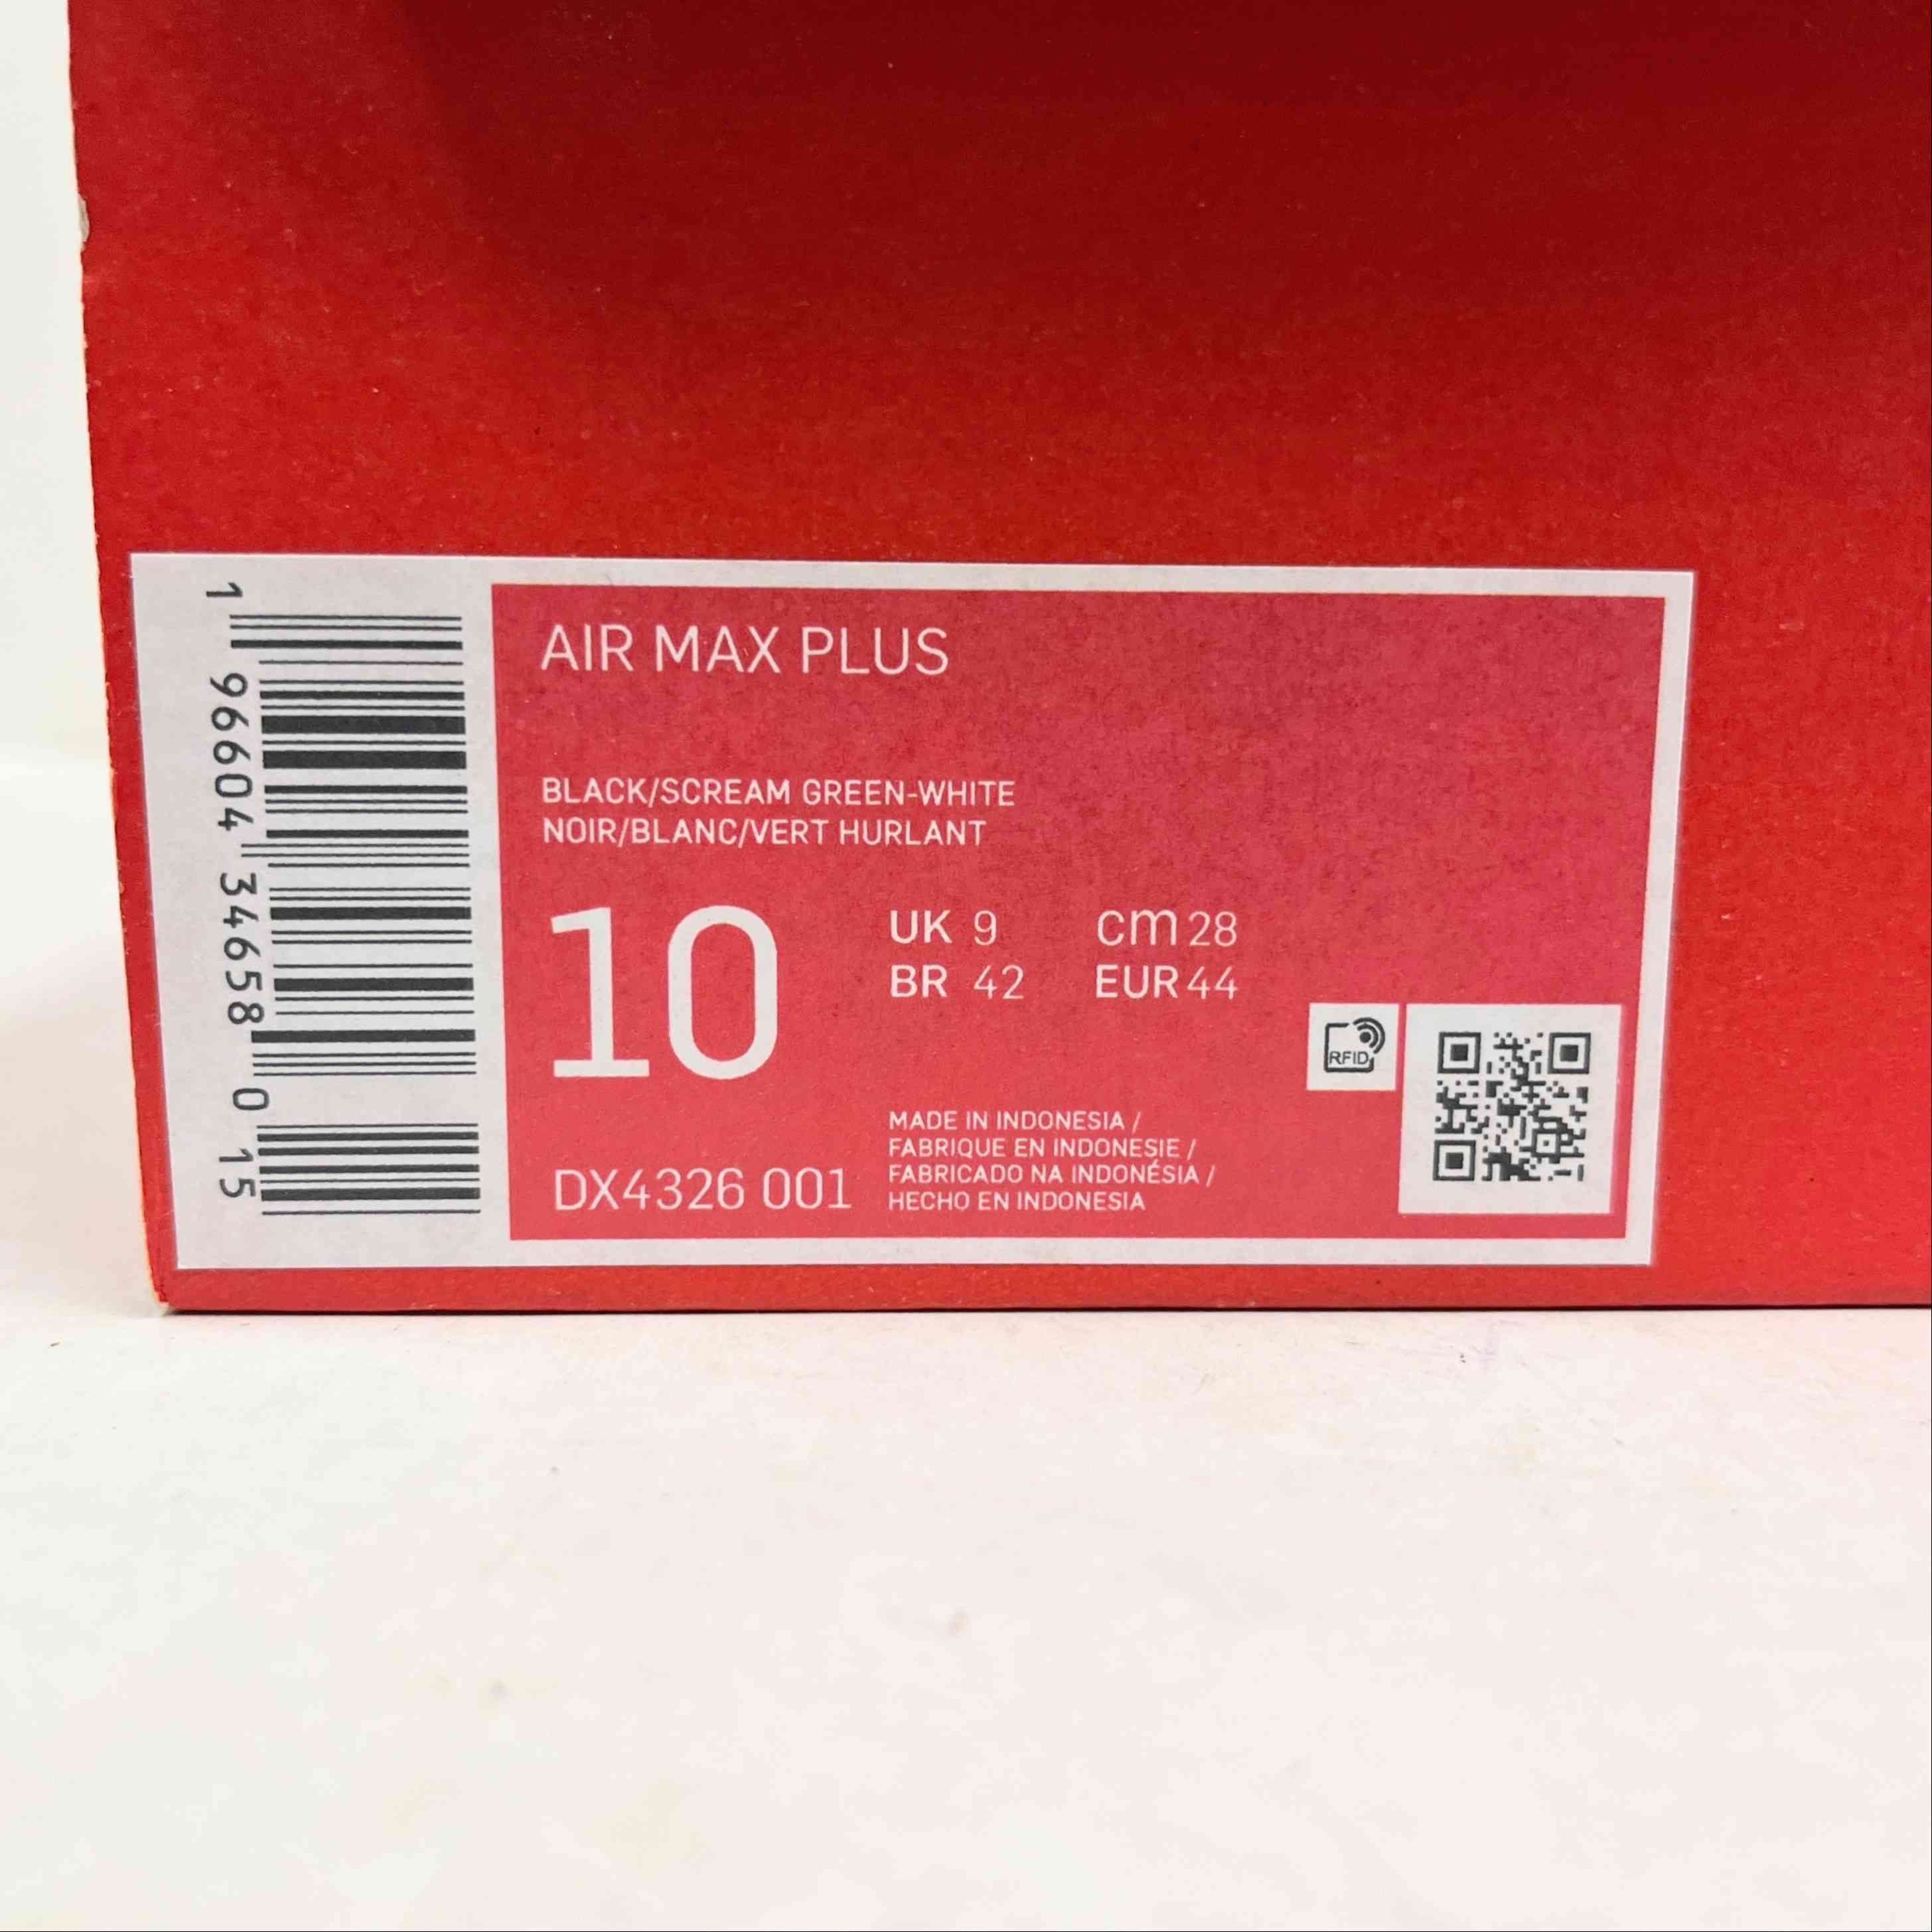 1 96604 34658 0 15
AIR MAX PLUS
BLACK/SCREAM GREEN-WHITE
NOIR/BLANC/VERT HURLANT
10
UK 9 cm 28
BR 42 EUR 44
RFID
MADE IN INDONESIA /
FABRIQUE EN INDONESIE /
FABRICADO NA INDONÉSIA /
HECHO EN INDONESIA
DX4326 001